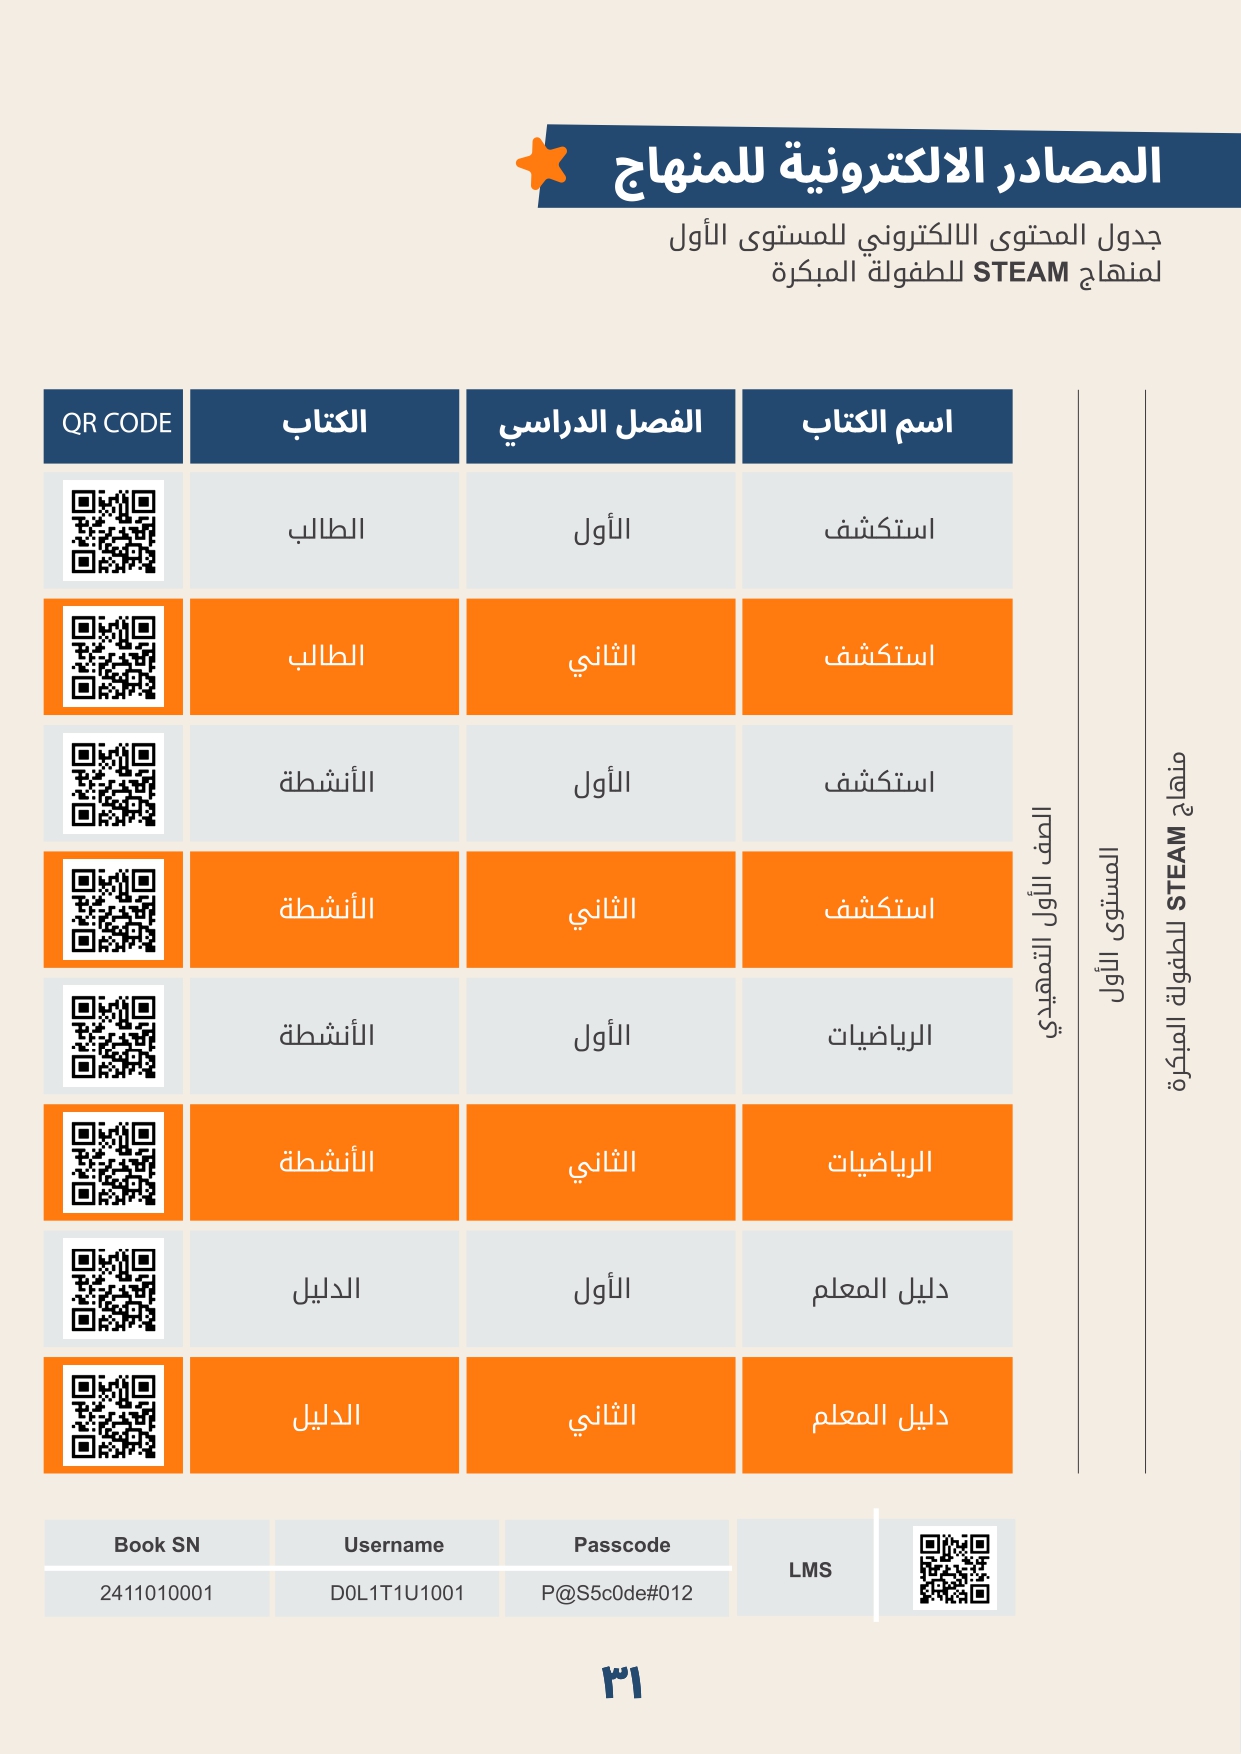 المصادر الالكترونية للمنهاج
جدول المحتوى الالكتروني للمستوى الأول
لمنهاج STEAM للطفولة المبكرة
منهاج STEAM للطفولة المبكرة
المستوى الأول
الصف الأول التمهيدي
اسم الكتاب الفصل الدراسي الكتاب QR CODE
استكشف الأول الطالب
استكشف الثاني الطالب
استكشف الأول الأنشطة
استكشف الثاني الأنشطة
الرياضيات الأول الأنشطة
الرياضيات الثاني الأنشطة
دليل المعلم الأول الدليل
دليل المعلم الثاني الدليل
Book SN Username Passcode
LMS
2411010001 D0L1T1U1001 P@S5c0de#012
٣١